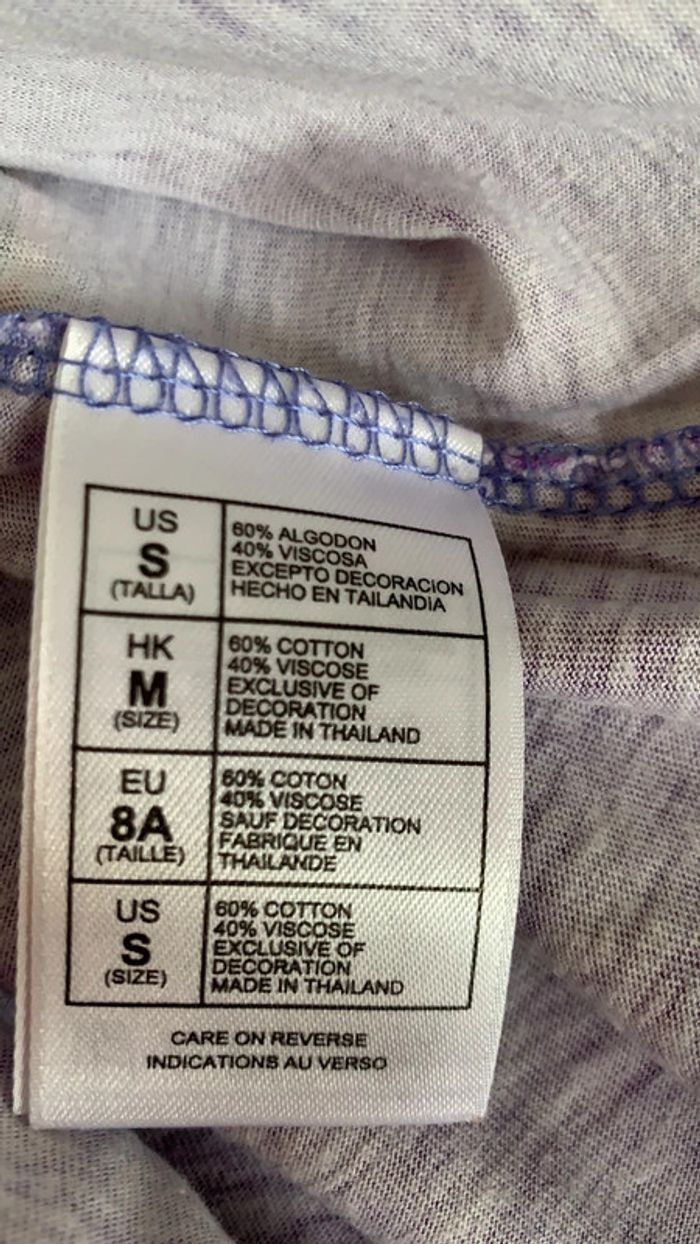 US
S
(TALLA)
60% ALGODON
40% VISCOSA
EXCEPTO DECORACION
HECHO EN TAILANDIA
HK
M
(SIZE)
60% COTTON
40% VISCOSE
EXCLUSIVE OF
DECORATION
MADE IN THAILAND
EU
8A
(TAILLE)
60% COTON
40% VISCOSE
SAUF DECORATION
FABRIQUE EN
THAILANDE
US
S
(SIZE)
60% COTTON
40% VISCOSE
EXCLUSIVE OF
DECORATION
MADE IN THAILAND
CARE ON REVERSE
INDICATIONS AU VERSO